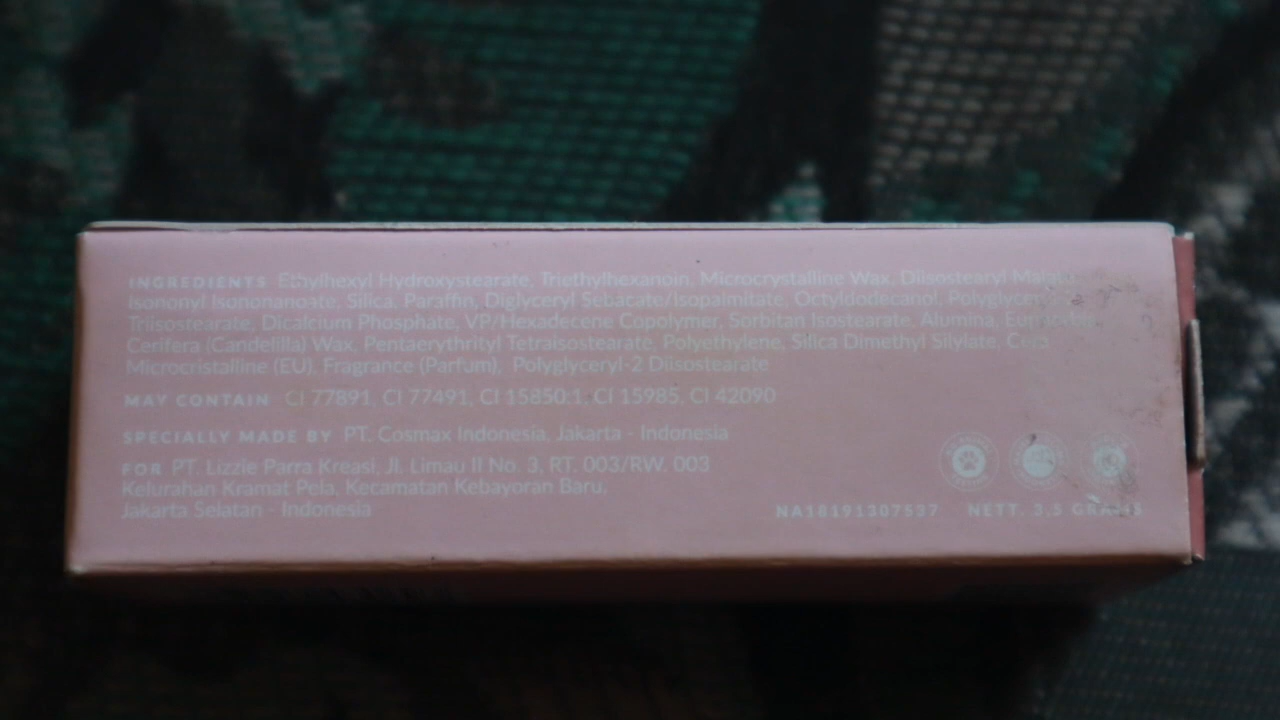 INGREDIENTS Ethylhexyl Hydroxystearate, Triethylhexanoin, Microcrystalline Wax, Diisostearyl Malate,
Isononyl Isononanoate, Silica, Paraffin, Diglyceryl Sebacate/Isopalmitate, Octyldodecanol,
Triisostearate, Dicalcium Phosphate, VP/Hexadecene Copolymer, Sorbitan Isostearate, Alumina,
Cerifera (Candelilla) Wax, Pentaerythrityl Tetraisostearate, Polyethylene, Silica Dimethyl Silylate, Cera
Microcristalline (EU), Fragrance (Parfum), Polyglyceryl-2 Diisostearate
MAY CONTAIN CI 77891, CI 77491, CI 15850:1, CI 15985, CI 42090
SPECIALLY MADE BY PT. Cosmax Indonesia, Jakarta - Indonesia
FOR PT. Lizzie Parra Kreasi, Jl. Limau II No. 3, RT. 003/RW. 003
Kelurahan Kramat Pela, Kecamatan Kebayoran Baru,
Jakarta Selatan - Indonesia
NA18191307537 NETT. 3.5 GRAMS